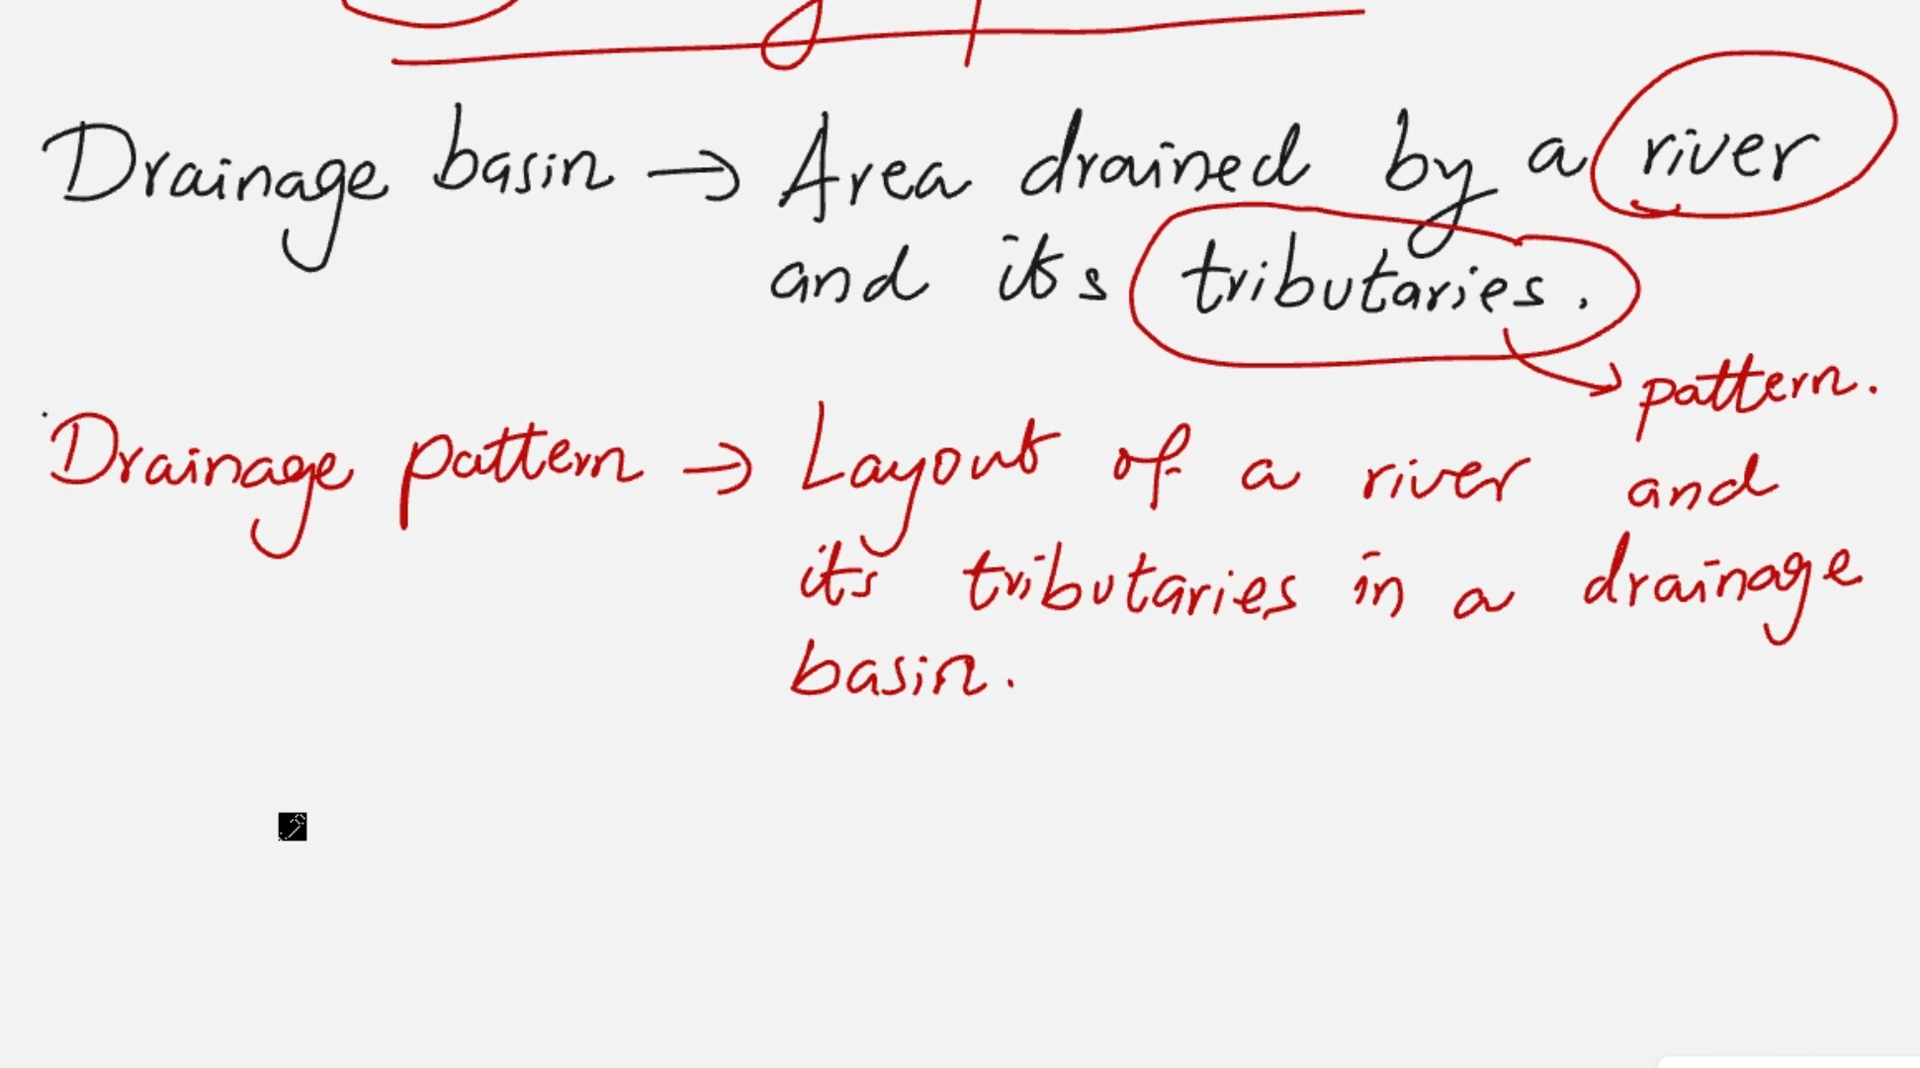 Drainage basin → Area drained by a river
and its tributaries.
pattern.
Drainage pattern → Layout of a river and
its tributaries in a drainage
basin.